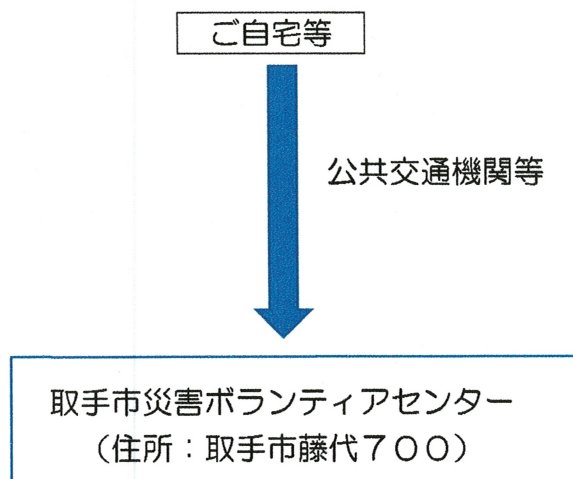 ご自宅等
公共交通機関等
取手市災害ボランティアセンター
（住所：取手市藤代７００）